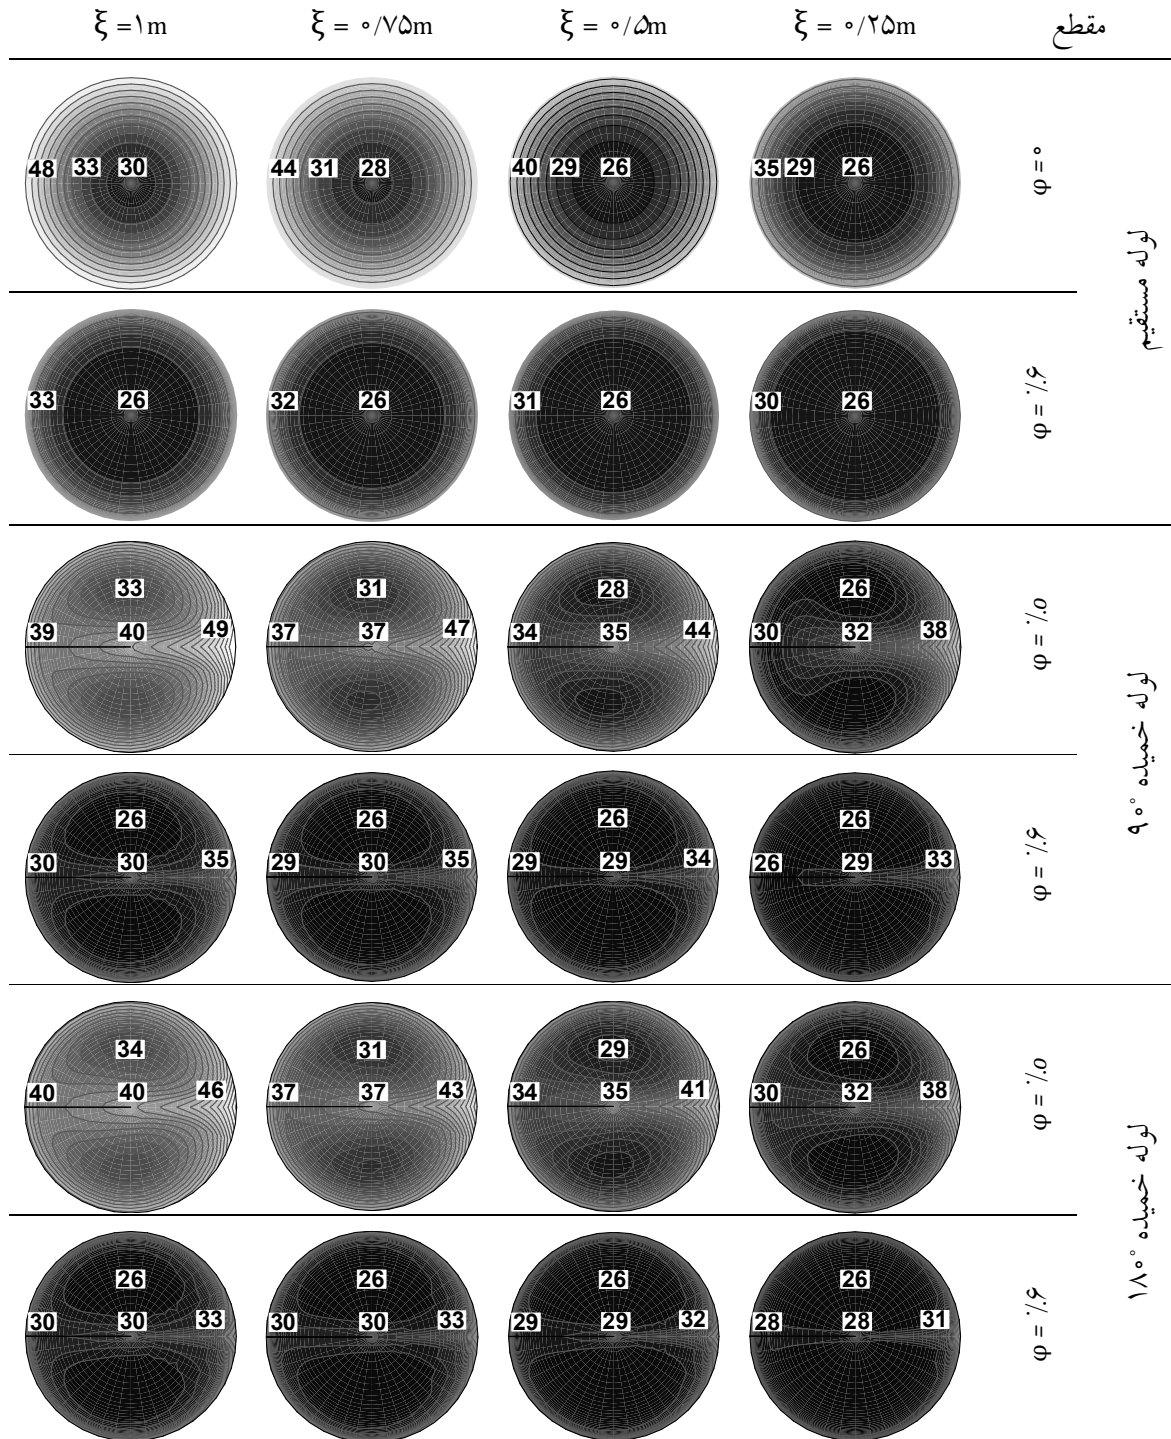 مقطع ξ = ۰/۲۵m ξ = ۰/۵m ξ = ۰/۷۵m ξ =۱m
لوله مستقیم
φ = ۰
35 29 26
40 29 26
44 31 28
48 33 30
φ = ٪۶
30 26
31 26
32 26
33 26
لوله خمیده ۹۰°
φ = ٪۰
26
30 32 38
28
34 35 44
31
37 37 47
33
39 40 49
φ = ٪۶
26
26 29 33
26
29 29 34
26
29 30 35
26
30 30 35
لوله خمیده ۱۸۰°
φ = ٪۰
26
30 32 38
29
34 35 41
31
37 37 43
34
40 40 46
φ = ٪۶
26
28 28 31
26
29 29 32
26
30 30 33
26
30 30 33